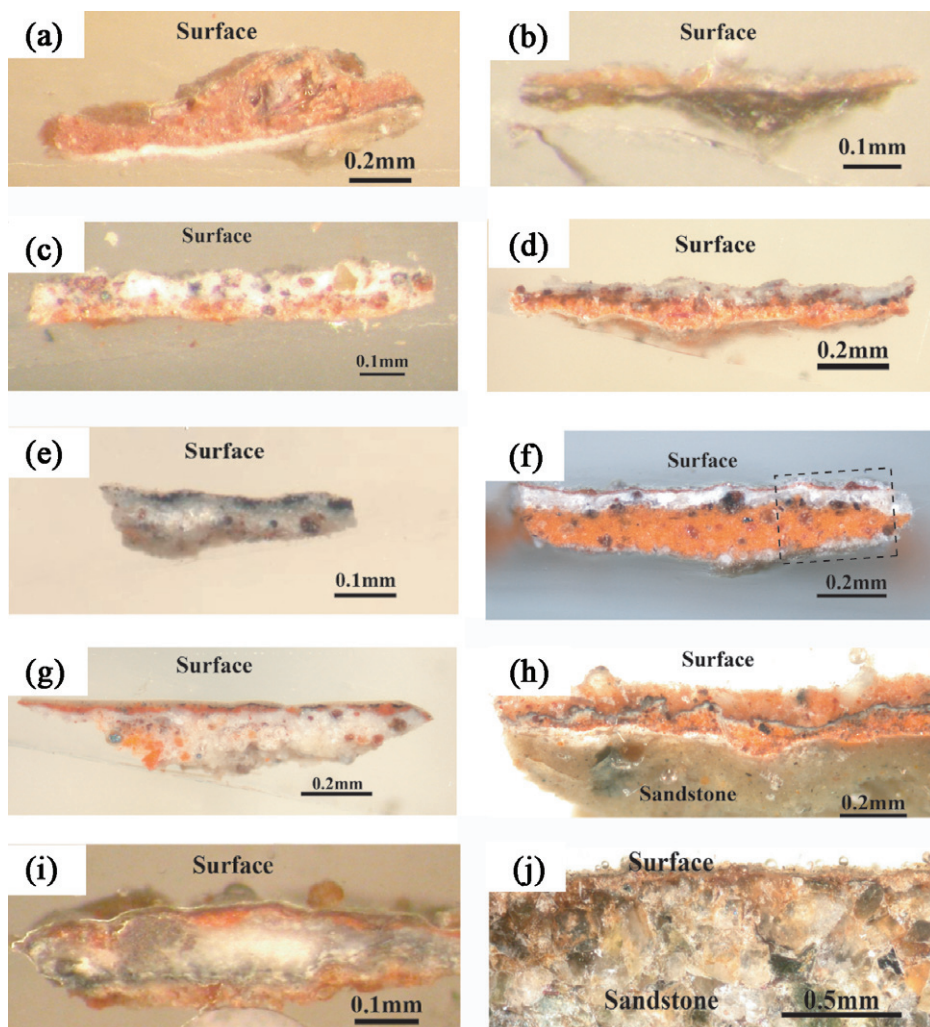 (a) Surface
0.2mm
(b) Surface
0.1mm
(c) Surface
0.1mm
(d) Surface
0.2mm
(e) Surface
0.1mm
(f) Surface
0.2mm
(g) Surface
0.2mm
(h) Surface
Sandstone
0.2mm
(i) Surface
0.1mm
(j) Surface
Sandstone 0.5mm